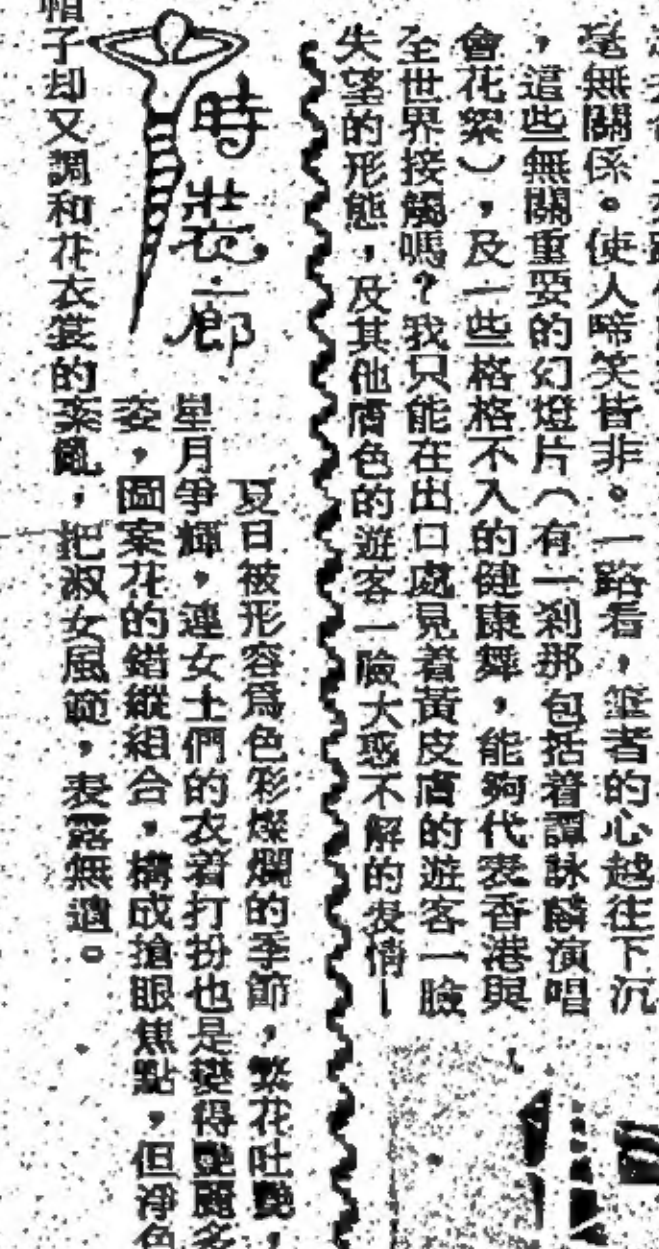 毫無關係。使人啼笑皆非。一路看，筆者的心越往下沉
，這些無關重要的幻燈片（有一剎那包括着譚詠麟演唱
會花絮），及一些格格不入的健康舞，能夠代表香港與
全世界接觸嗎？我只能在出口處見着黃皮膚的遊客一臉
失望的形態，及其他膚色的遊客一臉大惑不解的表情—
時裝廊
夏日被形容爲色彩燦爛的季節，繁花吐艷，
星月爭輝，連女士們的衣着打扮也是變得艷麗多
姿，圖案花的錯縱組合，構成搶眼焦點，但淨色
帽子却又調和花衣裳的紊亂，把淑女風範，表露無遺。